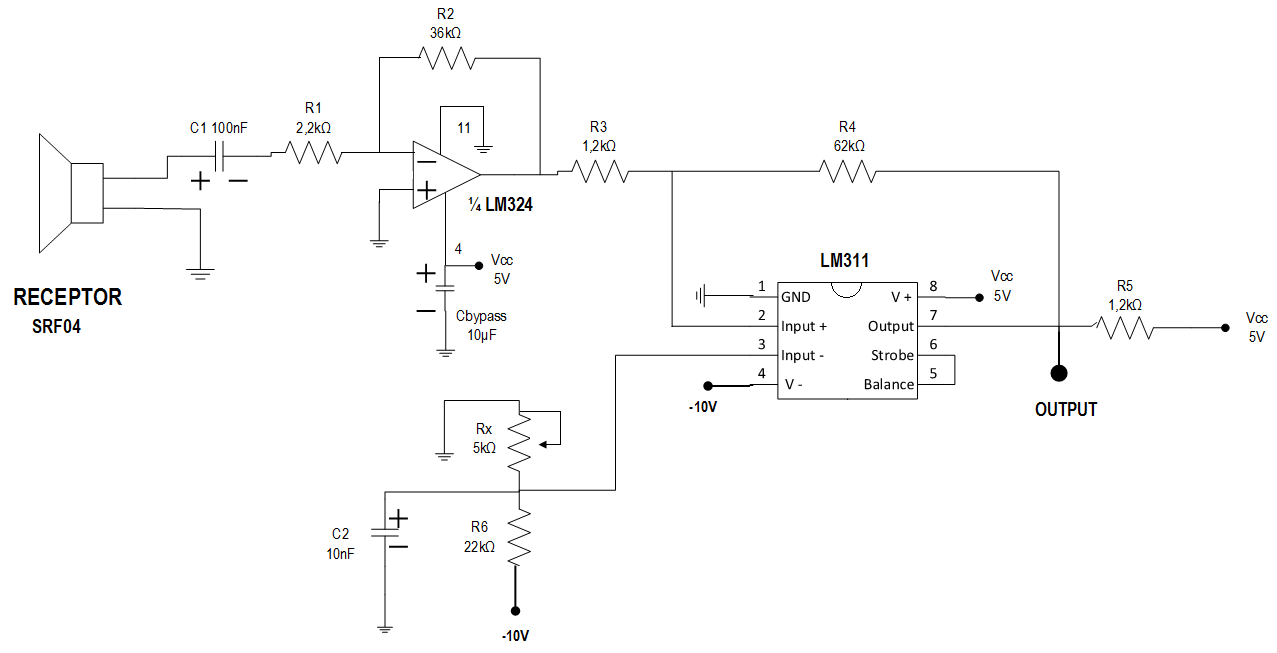 R2
36kΩ
C1 100nF
R1
2,2kΩ
11
¼ LM324
4
Vcc
5V
Cbypass
10µF
RECEPTOR
SRF04
R3
1,2kΩ
R4
62kΩ
LM311
1
GND
2
Input +
3
Input -
4
V -
8
V +
7
Output
6
Strobe
5
Balance
Vcc
5V
R5
1,2kΩ
Vcc
5V
-10V
OUTPUT
Rx
5kΩ
C2
10nF
R6
22kΩ
-10V